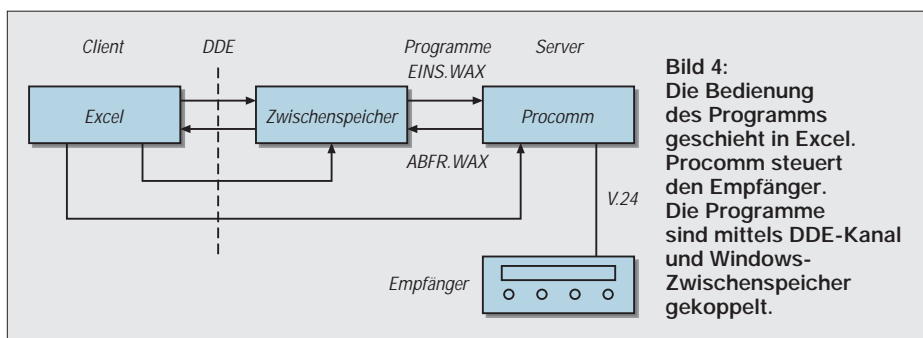 Client
DDE
Programme
EINS.WAX
Server
Excel
Zwischenspeicher
Procomm
ABFR.WAX
V.24
Empfänger
Bild 4:
Die Bedienung
des Programms
geschieht in Excel.
Procomm steuert
den Empfänger.
Die Programme
sind mittels DDE-Kanal
und Windows-
Zwischenspeicher
gekoppelt.